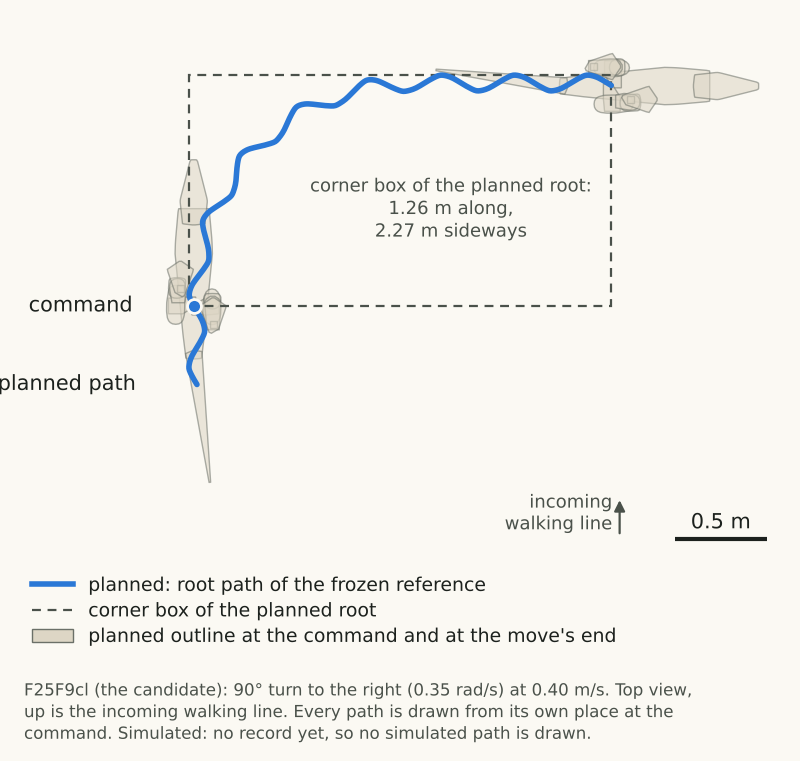 corner box of the planned root:
1.26 m along,
2.27 m sideways
command
planned path
incoming
walking line
0.5 m
planned: root path of the frozen reference
corner box of the planned root
planned outline at the command and at the move's end
F25F9cl (the candidate): 90° turn to the right (0.35 rad/s) at 0.40 m/s. Top view,
up is the incoming walking line. Every path is drawn from its own place at the
command. Simulated: no record yet, so no simulated path is drawn.